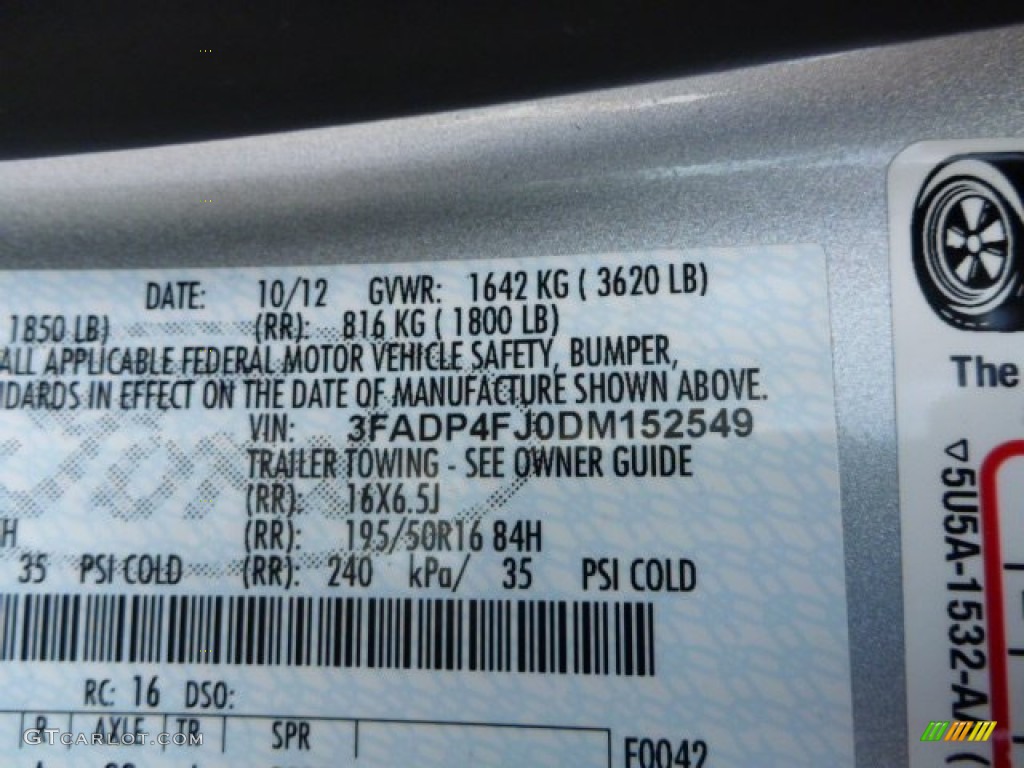 DATE: 10/12 GVWR: 1642 KG ( 3620 LB)
1850 LB) (RR): 816 KG ( 1800 LB)
ALL APPLICABLE FEDERAL MOTOR VEHICLE SAFETY, BUMPER,
NDARDS IN EFFECT ON THE DATE OF MANUFACTURE SHOWN ABOVE.
VIN: 3FADP4FJ0DM152549
TRAILER TOWING - SEE OWNER GUIDE
(RR): 16X6.5J
H (RR): 195/50R16 84H
35 PSI COLD (RR): 240 kPa/ 35 PSI COLD
RC: 16 DSO:
R AXLE TR SPR
F0042
The
5U5A-1532-A
GTCarLot.com